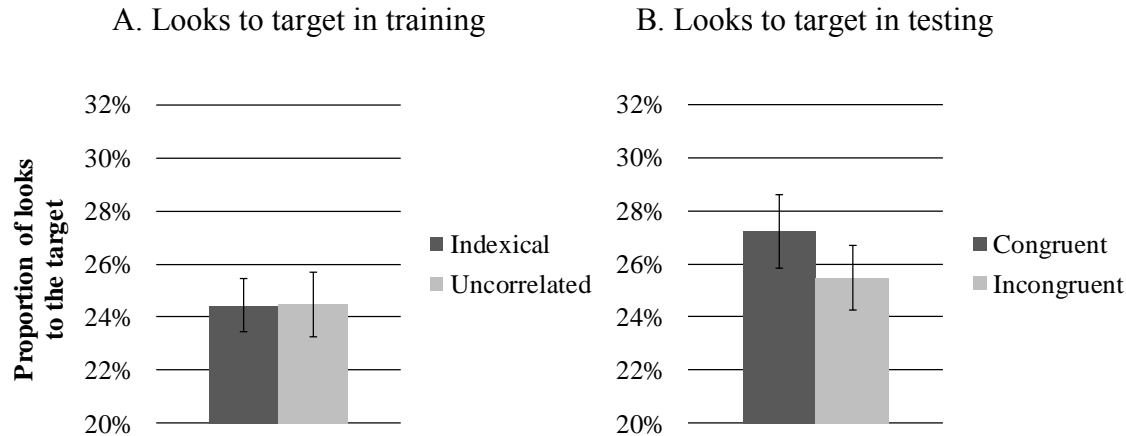 A. Looks to target in training
Proportion of looks
to the target
32%
30%
28%
26%
24%
22%
20%
Indexical
Uncorrelated
B. Looks to target in testing
32%
30%
28%
26%
24%
22%
20%
Congruent
Incongruent